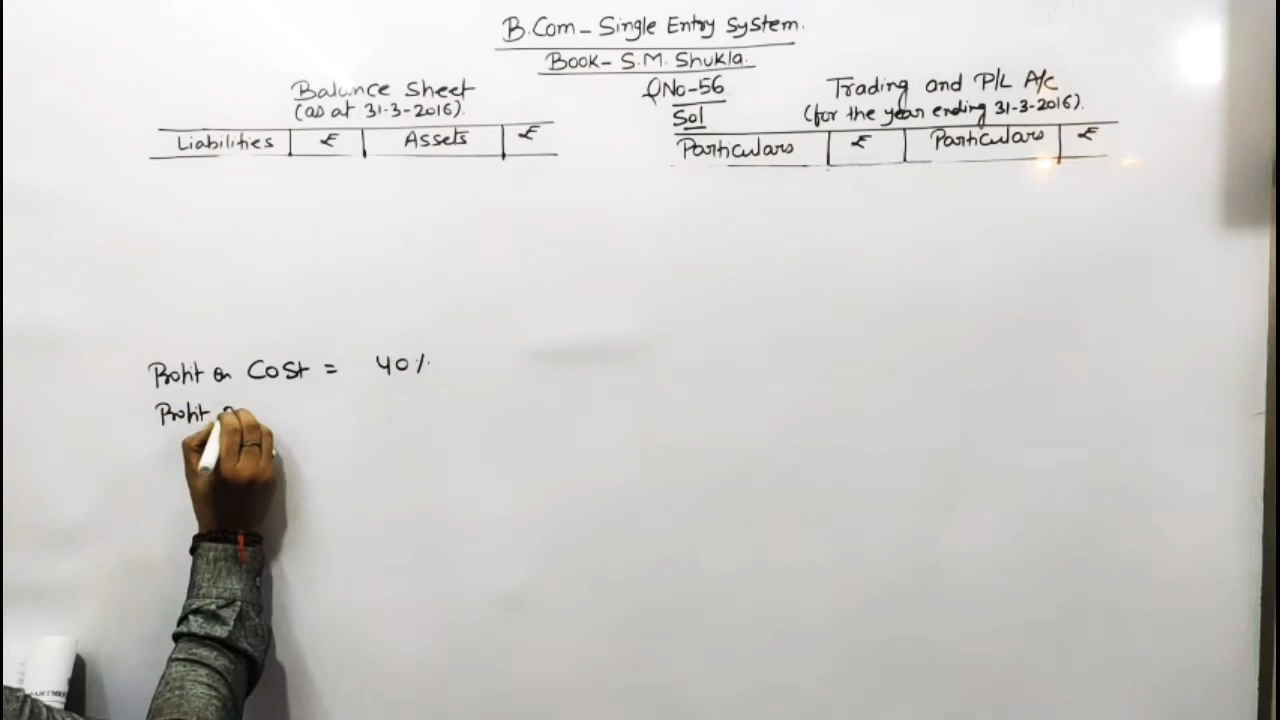 B.Com - Single Entry System.
Book - S.M. Shukla.
QNo-56
Sol
Balance Sheet
(as at 31-3-2016).
Liabilities ₹ Assets ₹
Trading and P/L A/c
(for the year ending 31-3-2016).
Particulars ₹ Particulars ₹
Profit on Cost = 40%.
Profit